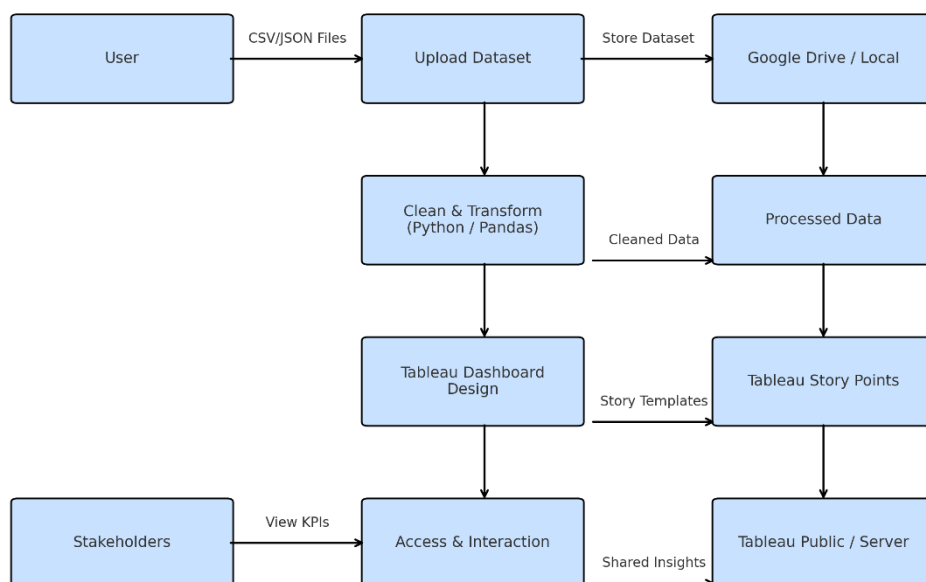 User
CSV/JSON Files
Upload Dataset
Store Dataset
Google Drive / Local
Clean & Transform
(Python / Pandas)
Cleaned Data
Processed Data
Tableau Dashboard
Design
Story Templates
Tableau Story Points
Stakeholders
View KPIs
Access & Interaction
Shared Insights
Tableau Public / Server